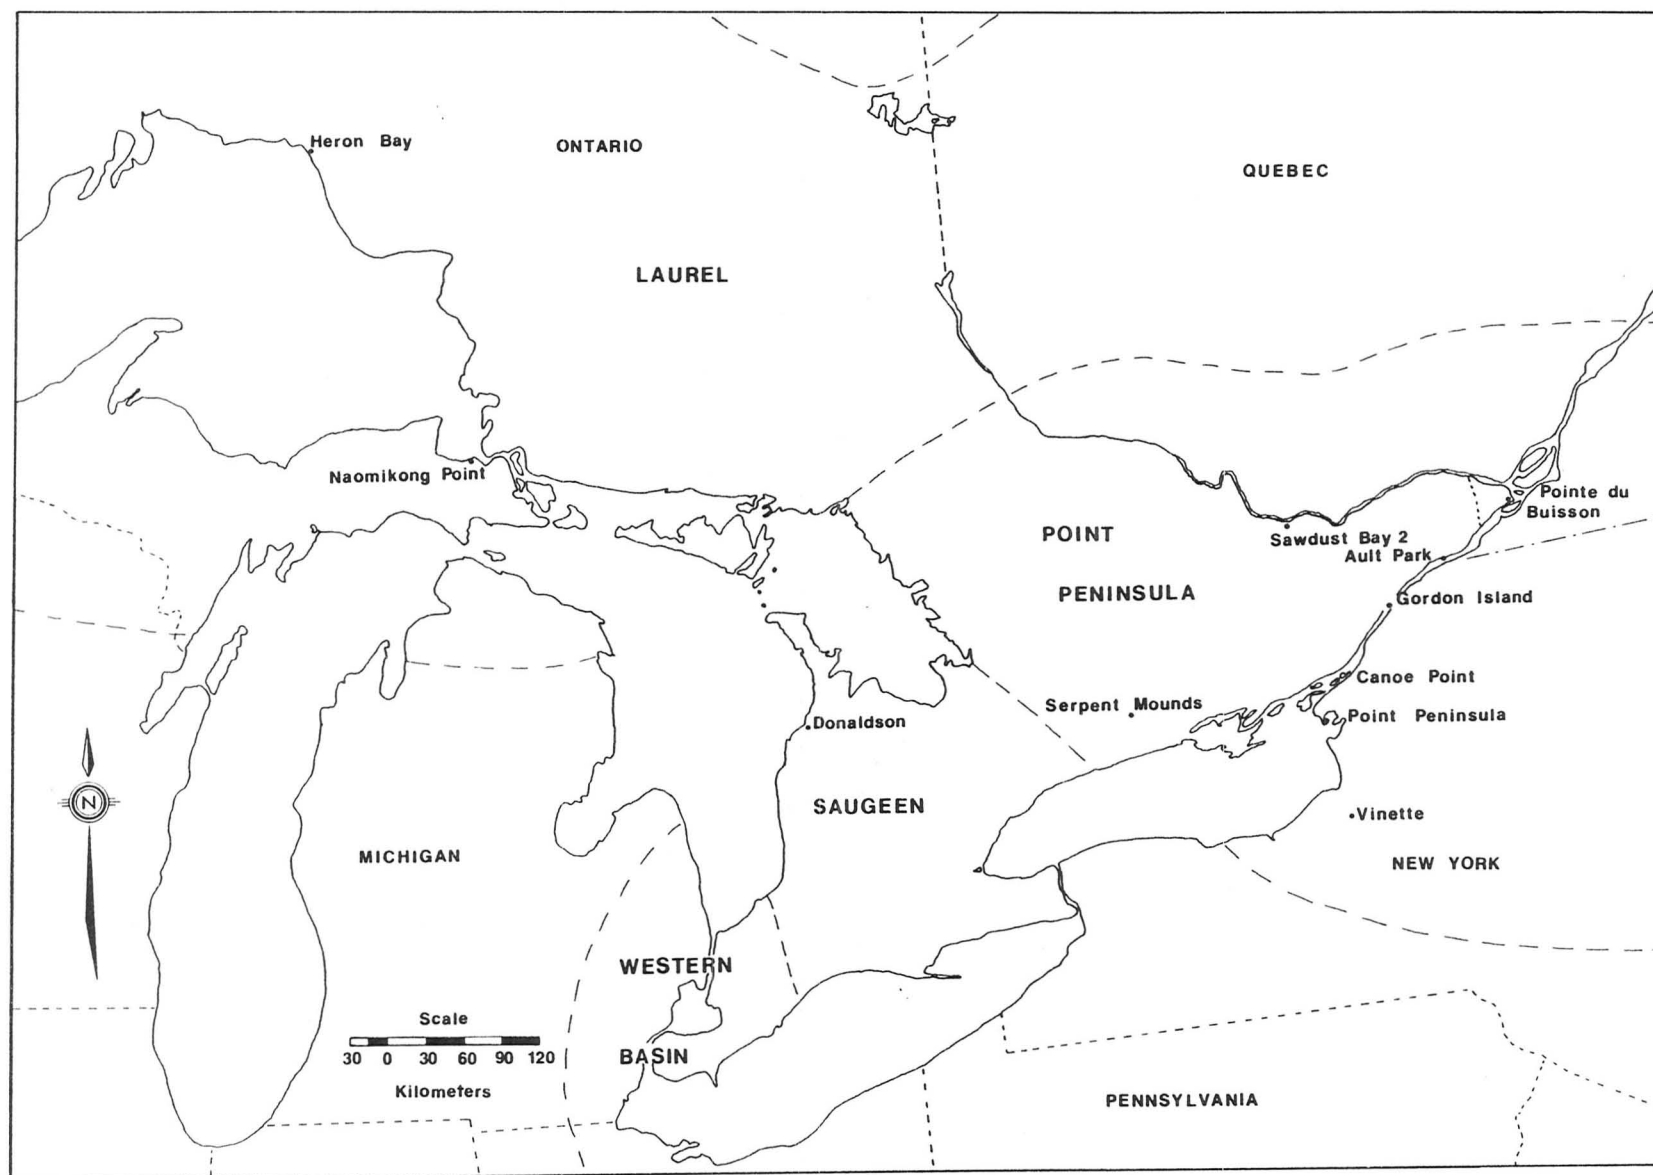 Heron Bay
ONTARIO
QUEBEC
LAUREL
Naomikong Point
Pointe du
Buisson
POINT
Sawdust Bay 2
Ault Park
PENINSULA
Gordon Island
Canoe Point
Serpent Mounds
Point Peninsula
Donaldson
N
SAUGEEN
Vinette
MICHIGAN
NEW YORK
WESTERN
Scale
30 0 30 60 90 120
BASIN
Kilometers
PENNSYLVANIA